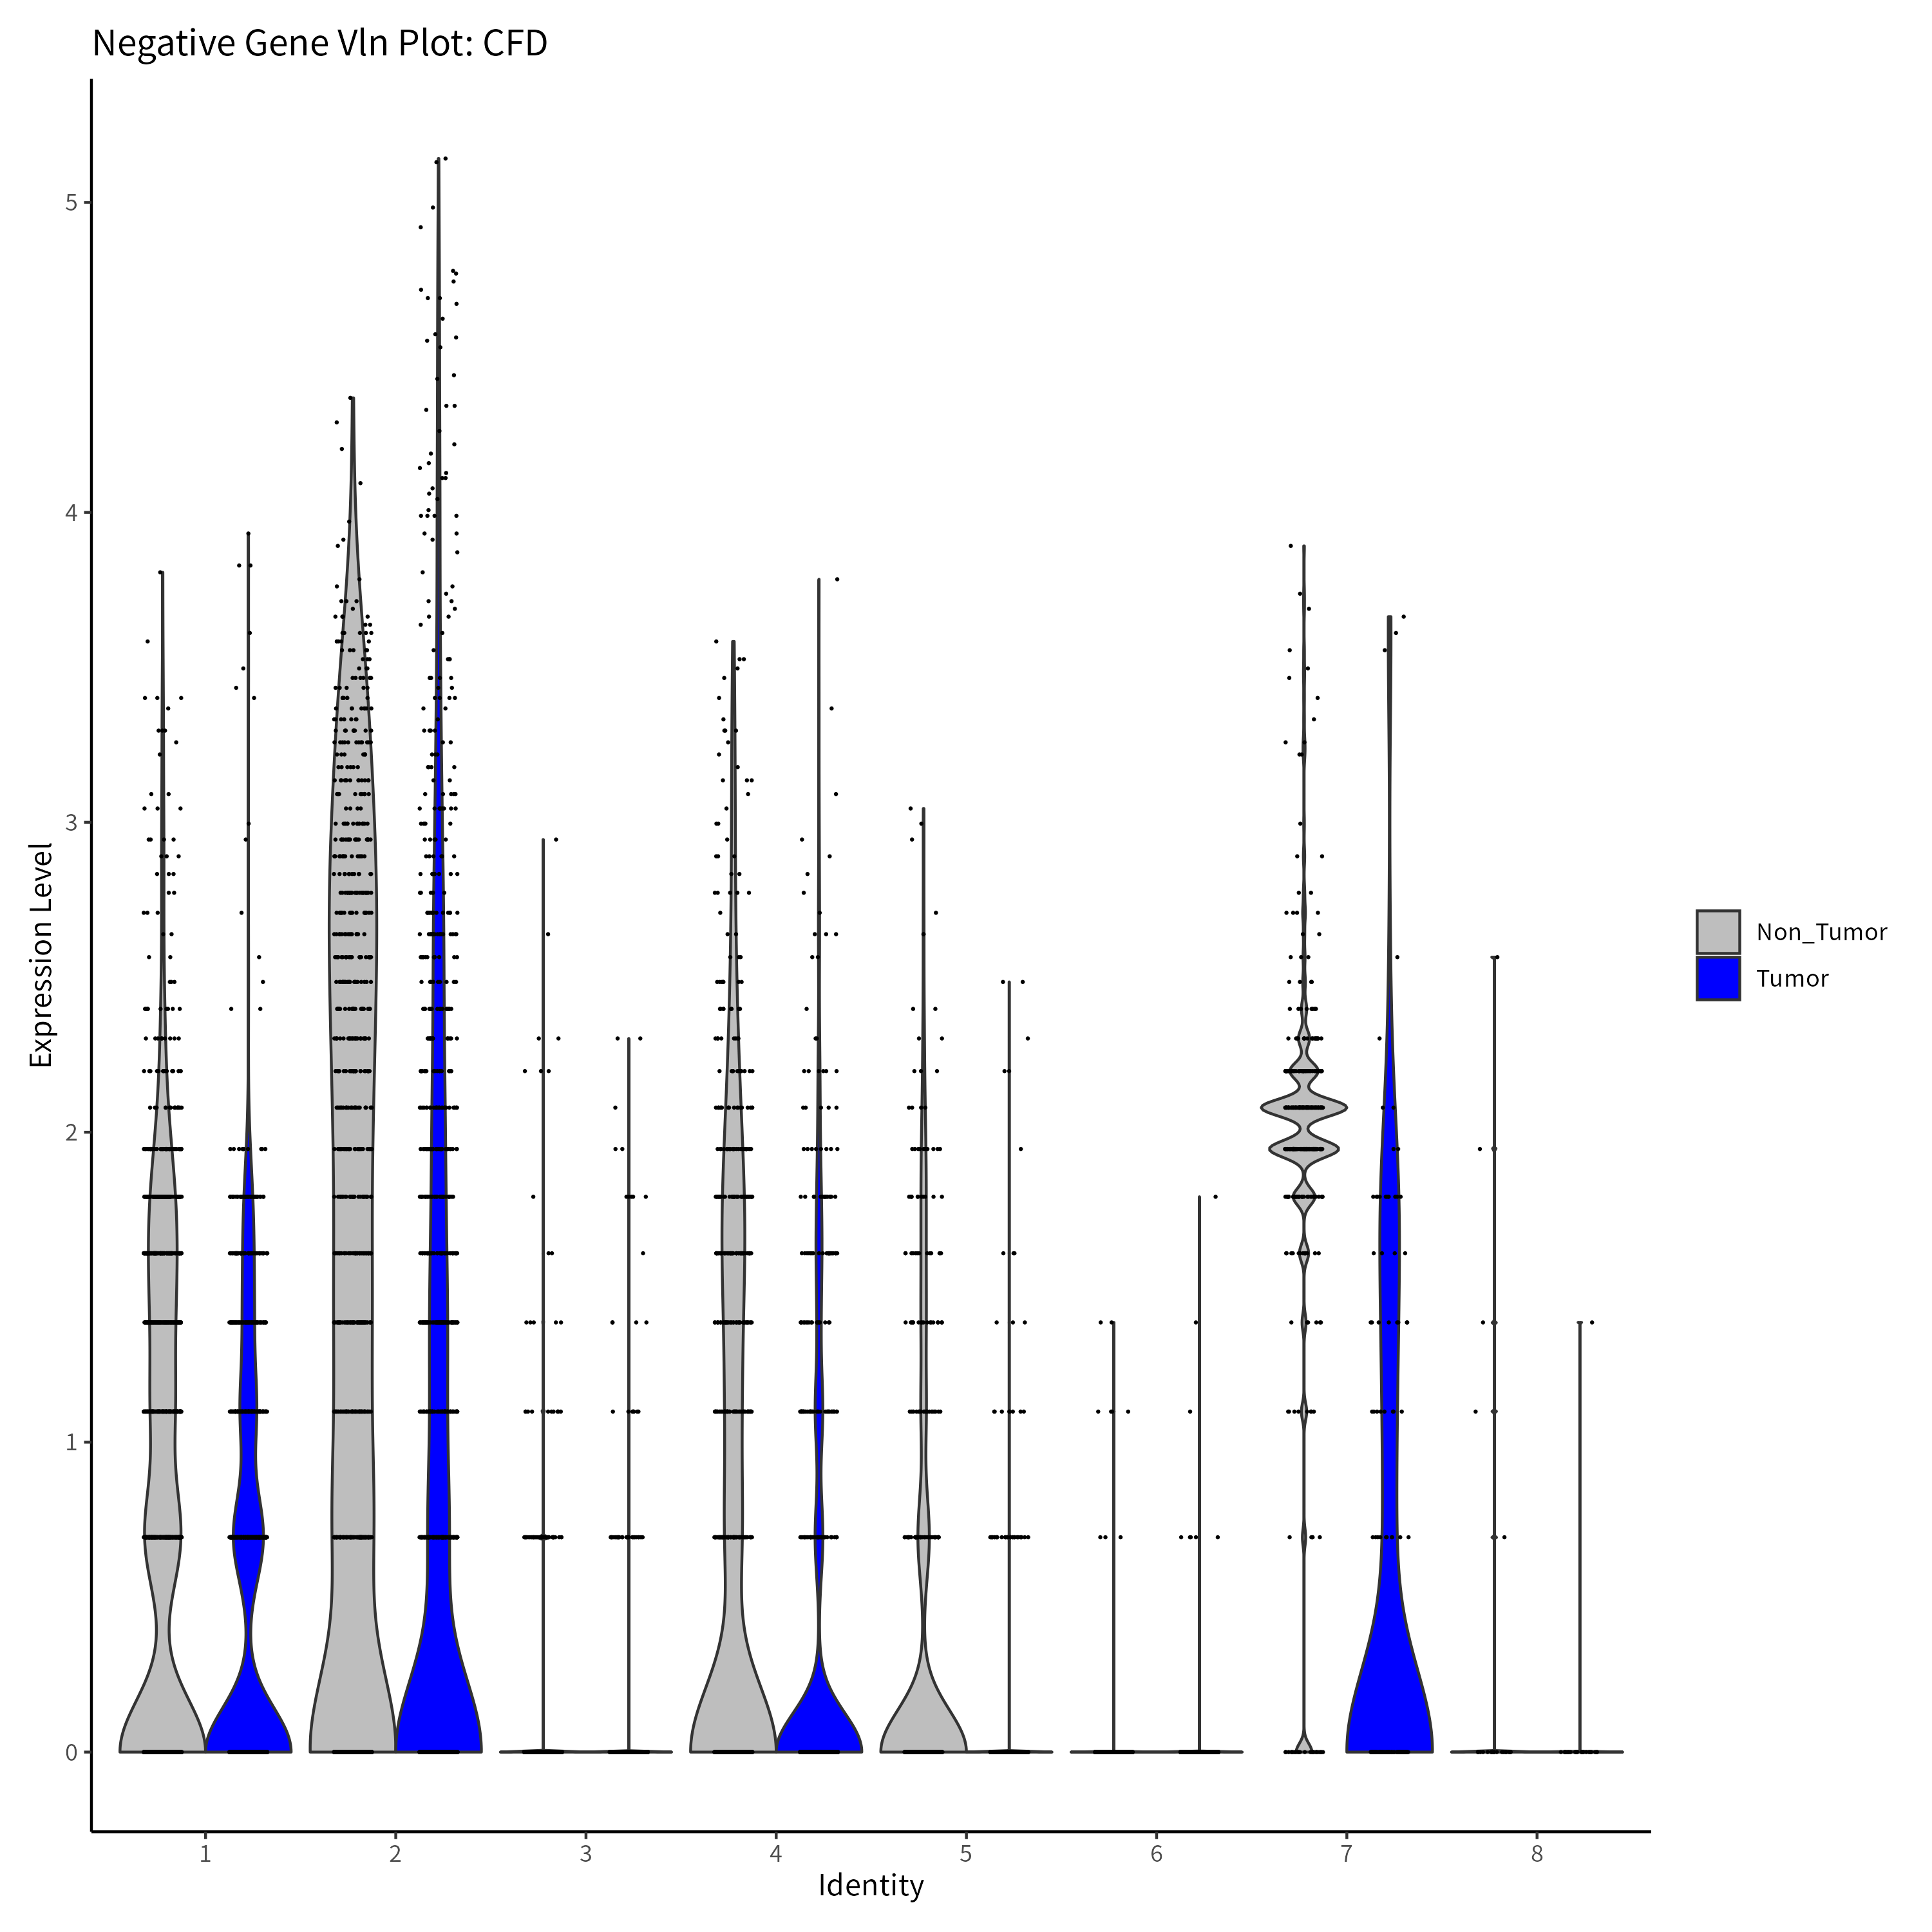 Negative Gene Vln Plot: CFD
5
4
3
2
1
0
Expression Level
1 2 3 4 5 6 7 8
Identity
Non_Tumor
Tumor